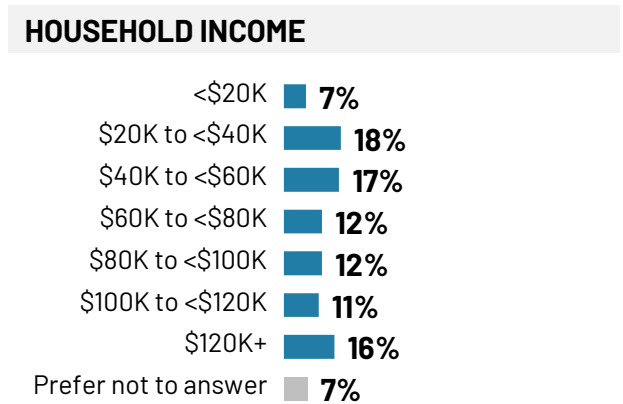 HOUSEHOLD INCOME
<$20K 7%
$20K to <$40K 18%
$40K to <$60K 17%
$60K to <$80K 12%
$80K to <$100K 12%
$100K to <$120K 11%
$120K+ 16%
Prefer not to answer 7%